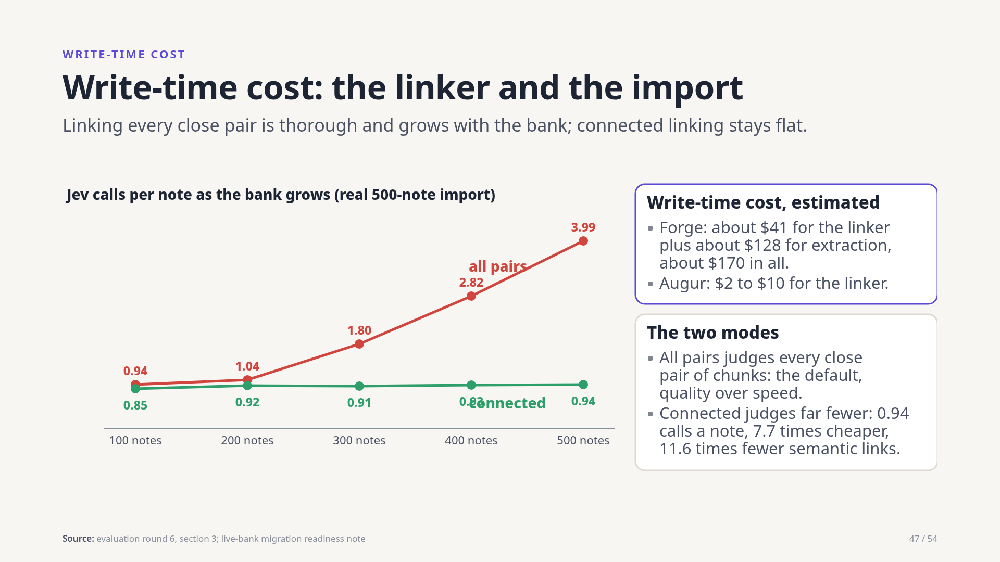 WRITE-TIME COST
Write-time cost: the linker and the import
Linking every close pair is thorough and grows with the bank; connected linking stays flat.
Jev calls per note as the bank grows (real 500-note import)
3.99
all pairs
2.82
1.80
1.04
0.94
0.85
0.92
0.91
connected
0.94
100 notes
200 notes
300 notes
400 notes
500 notes
Write-time cost, estimated
Forge: about $41 for the linker
plus about $128 for extraction,
about $170 in all.
Augur: $2 to $10 for the linker.
The two modes
All pairs judges every close
pair of chunks: the default,
quality over speed.
Connected judges far fewer: 0.94
calls a note, 7.7 times cheaper,
11.6 times fewer semantic links.
Source: evaluation round 6, section 3; live-bank migration readiness note
47 / 54